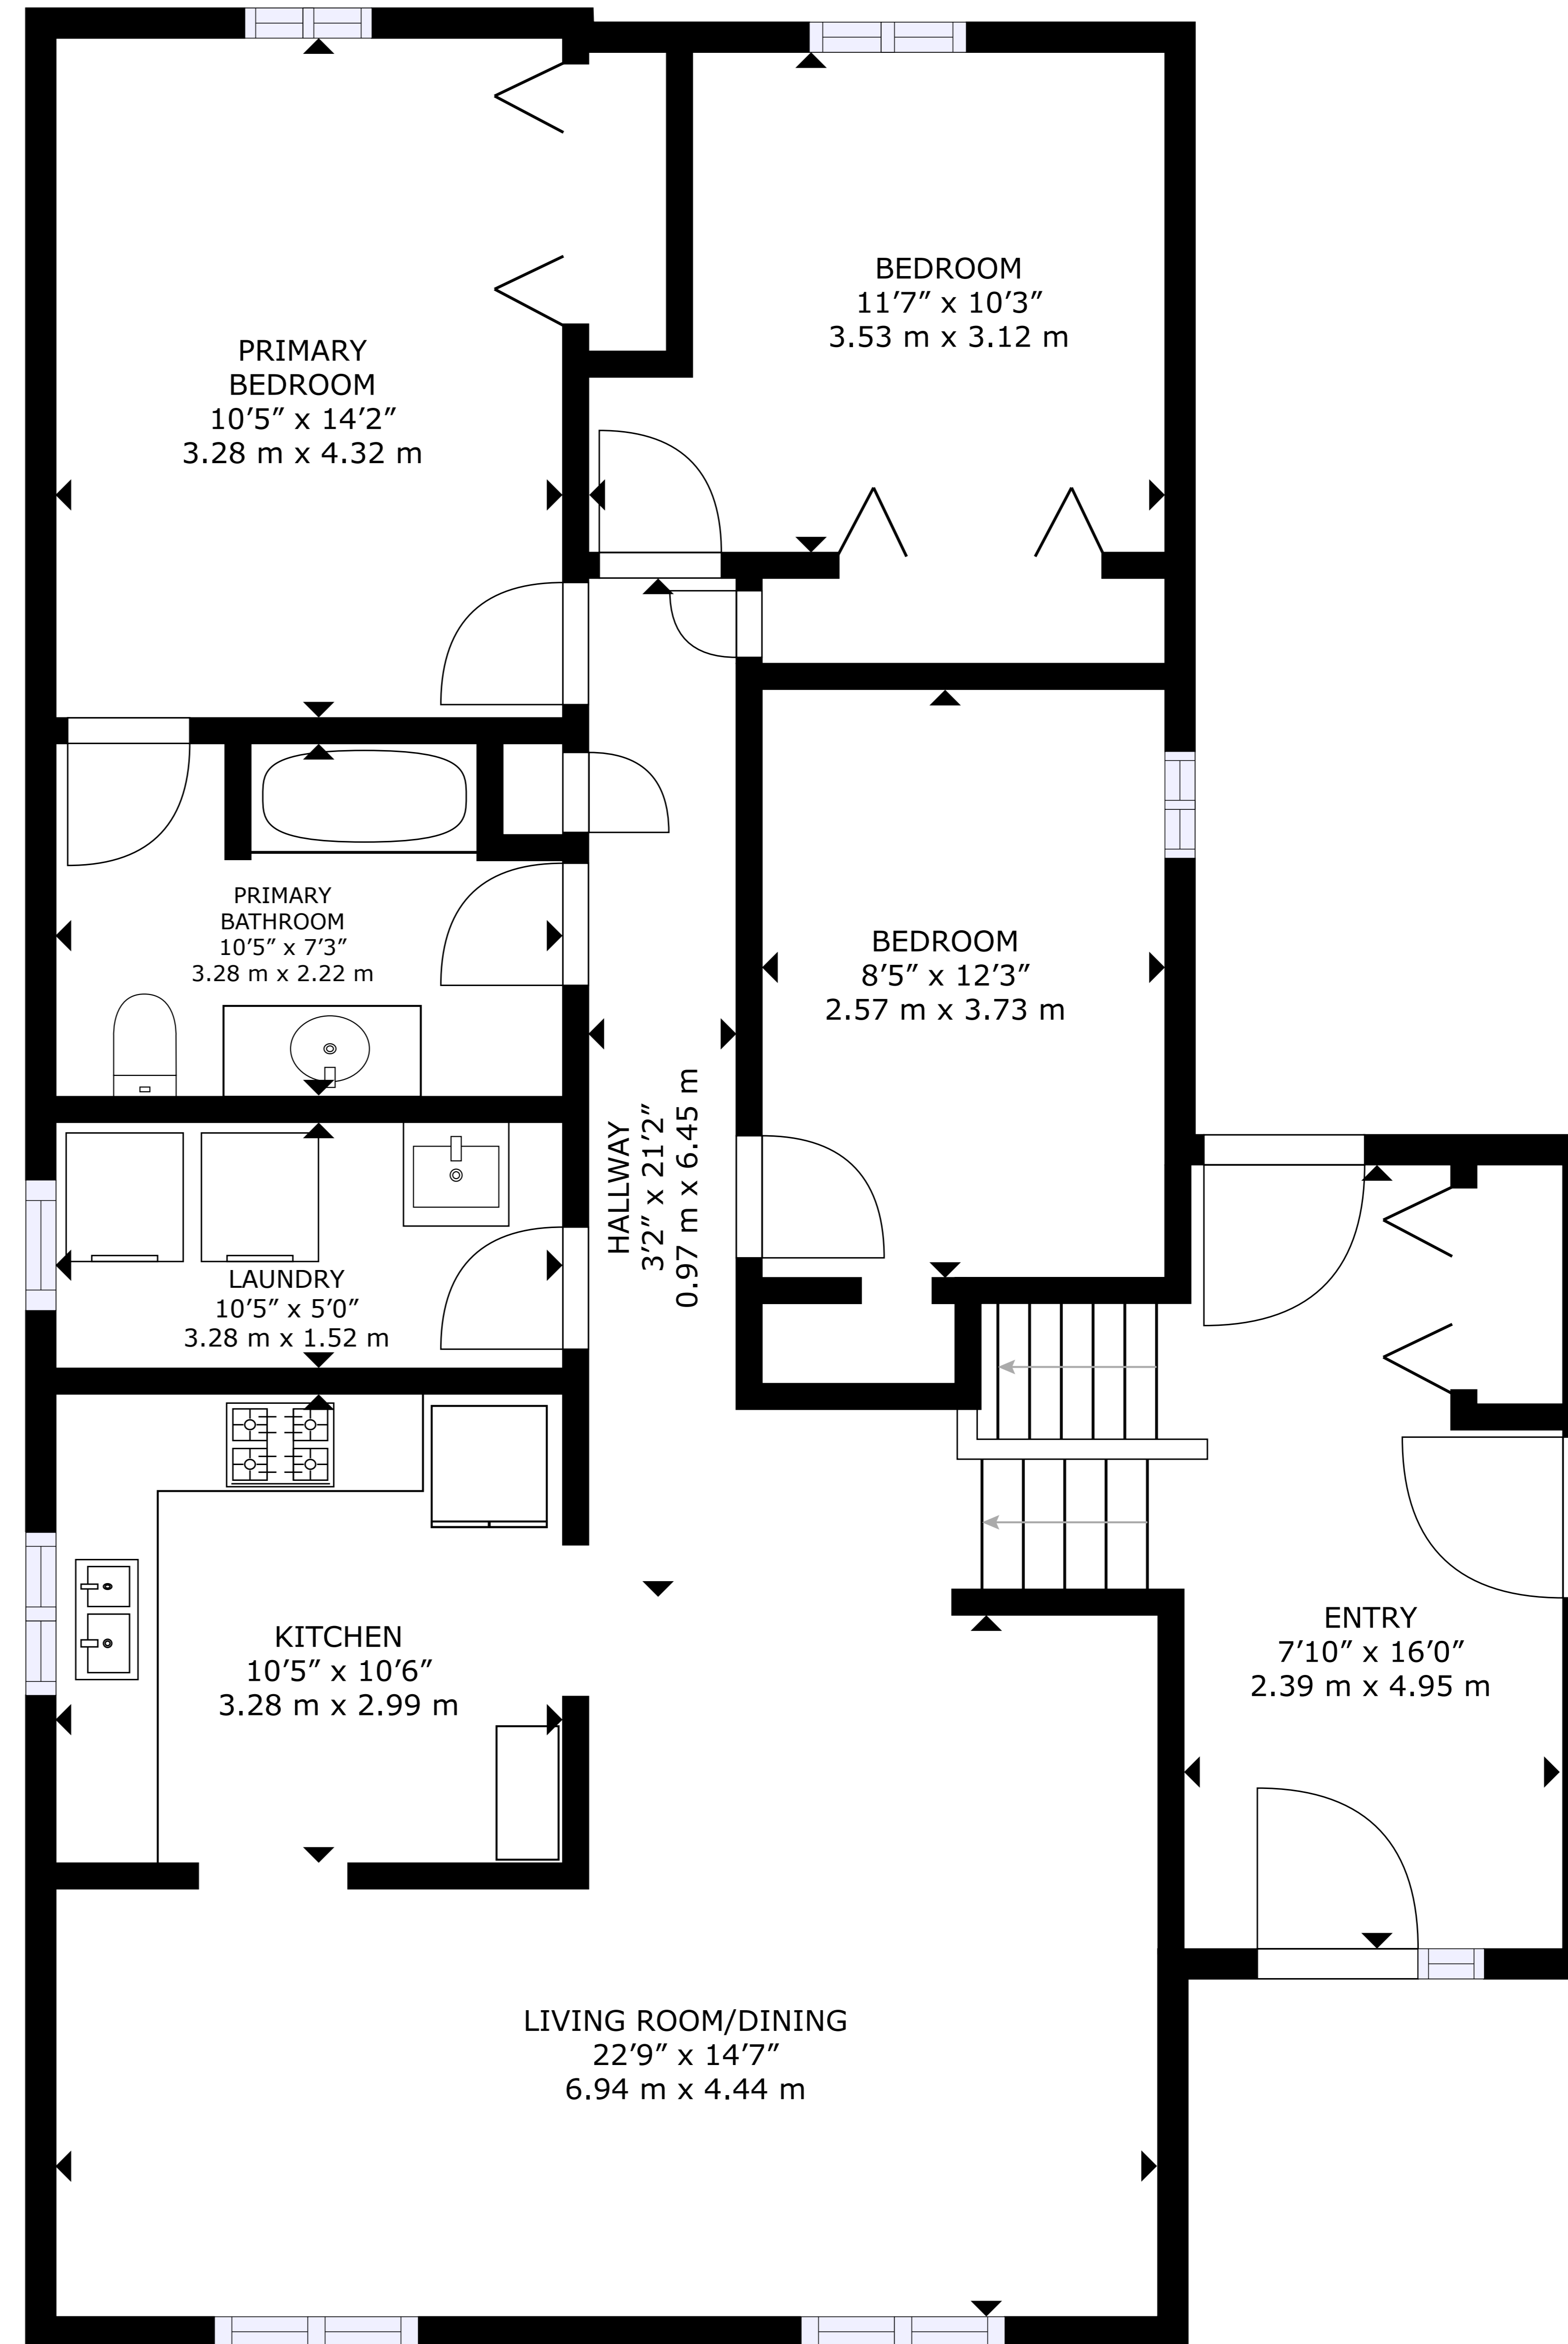 BEDROOM
11′7″ x 10′3″
3.53 m x 3.12 m
PRIMARY
BEDROOM
10′5″ x 14′2″
3.28 m x 4.32 m
PRIMARY
BATHROOM
10′5″ x 7′3″
3.28 m x 2.22 m
BEDROOM
8′5″ x 12′3″
2.57 m x 3.73 m
HALLWAY
3′2″ x 21′2″
0.97 m x 6.45 m
LAUNDRY
10′5″ x 5′0″
3.28 m x 1.52 m
KITCHEN
10′5″ x 10′6″
3.28 m x 2.99 m
ENTRY
7′10″ x 16′0″
2.39 m x 4.95 m
LIVING ROOM/DINING
22′9″ x 14′7″
6.94 m x 4.44 m